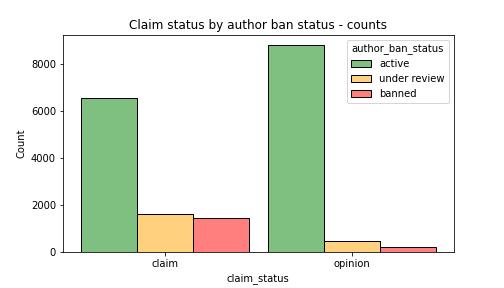 Claim status by author ban status - counts
author_ban_status
active
under review
banned
Count
8000
6000
4000
2000
0
claim
opinion
claim_status